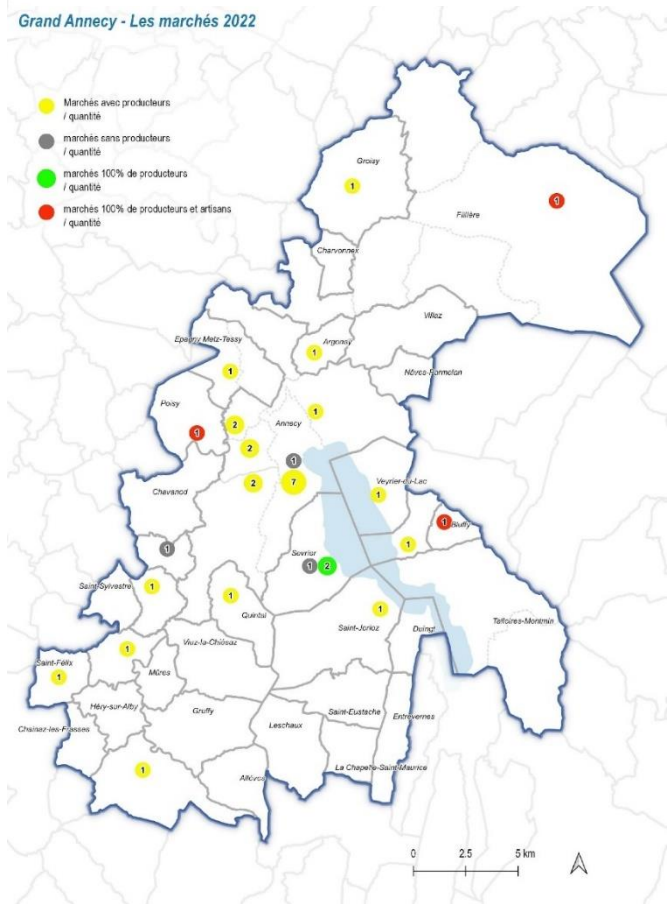 Grand Annecy - Les marchés 2022
Marchés avec producteurs
/ quantité
marchés sans producteurs
/ quantité
marchés 100% de producteurs
/ quantité
marchés 100% de producteurs et artisans
/ quantité
Groisy
1
1
Fillière
Charvonnex
Villaz
Argonay
1
Epagny Metz-Tessy
1
Nâves-Parmelan
Poisy
1
2
Annecy
1
2
1
7
2
Chavanod
Veyrier-du-Lac
1
1
Bluffy
1
1
Sevrier
1
2
Saint-Sylvestre
1
1
Quintal
1
Saint-Jorioz
Duingt
Talloires-Montmin
Viuz-la-Chiésaz
1
Saint-Félix
1
Mûres
Héry-sur-Alby
Gruffy
Saint-Eustache
Leschaux
Entrevernes
Chainaz-les-Frasses
La Chapelle-Saint-Maurice
1
Allèves
0
2.5
5 km